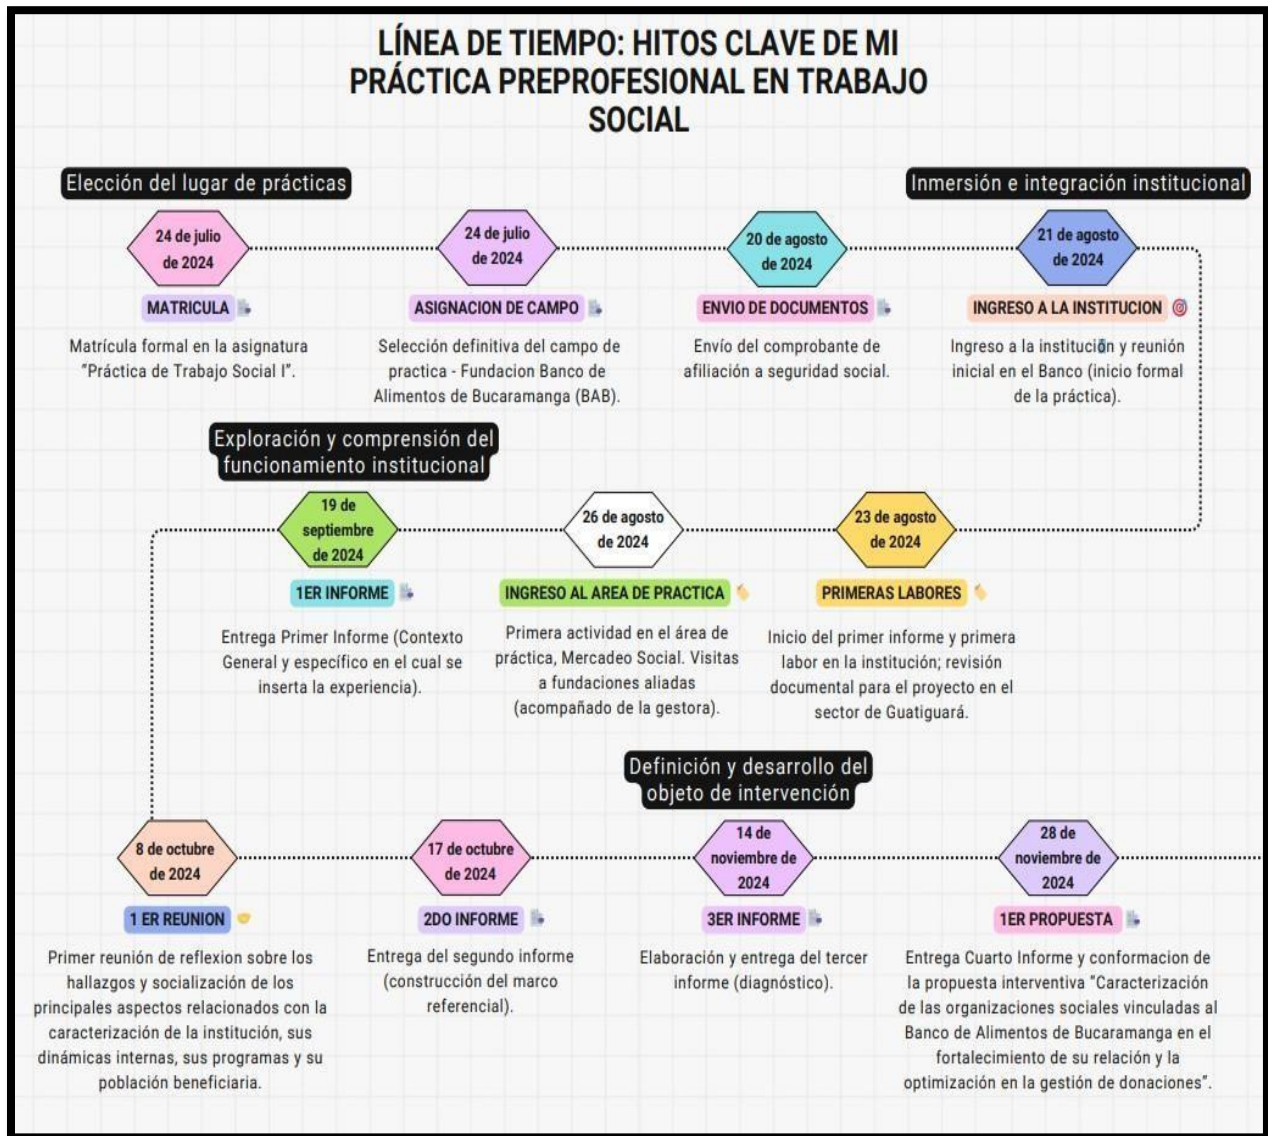 LÍNEA DE TIEMPO: HITOS CLAVE DE MI
PRÁCTICA PREPROFESIONAL EN TRABAJO
SOCIAL
Elección del lugar de prácticas
24 de julio
de 2024
MATRICULA
Matrícula formal en la asignatura
“Práctica de Trabajo Social I”.
24 de julio
de 2024
ASIGNACION DE CAMPO
Selección definitiva del campo de
practica - Fundacion Banco de
Alimentos de Bucaramanga (BAB).
20 de agosto
de 2024
ENVIO DE DOCUMENTOS
Envío del comprobante de
afiliación a seguridad social.
Inmersión e integración institucional
21 de agosto
de 2024
INGRESO A LA INSTITUCION
Ingreso a la institución y reunión
inicial en el Banco (inicio formal
de la práctica).
23 de agosto
de 2024
PRIMERAS LABORES
Inicio del primer informe y primera
labor en la institución; revisión
documental para el proyecto en el
sector de Guatiguará.
26 de agosto
de 2024
INGRESO AL AREA DE PRACTICA
Primera actividad en el área de
práctica, Mercadeo Social. Visitas
a fundaciones aliadas
(acompañado de la gestora).
Exploración y comprensión del
funcionamiento institucional
19 de
septiembre
de 2024
1ER INFORME
Entrega Primer Informe (Contexto
General y específico en el cual se
inserta la experiencia).
8 de octubre
de 2024
1 ER REUNION
Primer reunión de reflexion sobre los
hallazgos y socialización de los
principales aspectos relacionados con la
caracterización de la institución, sus
dinámicas internas, sus programas y su
población beneficiaria.
17 de octubre
de 2024
2DO INFORME
Entrega del segundo informe
(construcción del marco
referencial).
Definición y desarrollo del
objeto de intervención
14 de
noviembre de
2024
3ER INFORME
Elaboración y entrega del tercer
informe (diagnóstico).
28 de
noviembre de
2024
1ER PROPUESTA
Entrega Cuarto Informe y conformacion de
la propuesta interventiva “Caracterización
de las organizaciones sociales vinculadas al
Banco de Alimentos de Bucaramanga en el
fortalecimiento de su relación y la
optimización en la gestión de donaciones”.